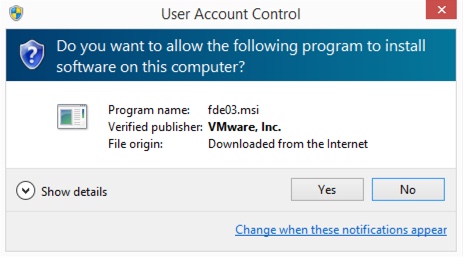 User Account Control
Do you want to allow the following program to install
software on this computer?
Program name: fde03.msi
Verified publisher: VMware, Inc.
File origin: Downloaded from the Internet
Show details
Yes
No
Change when these notifications appear